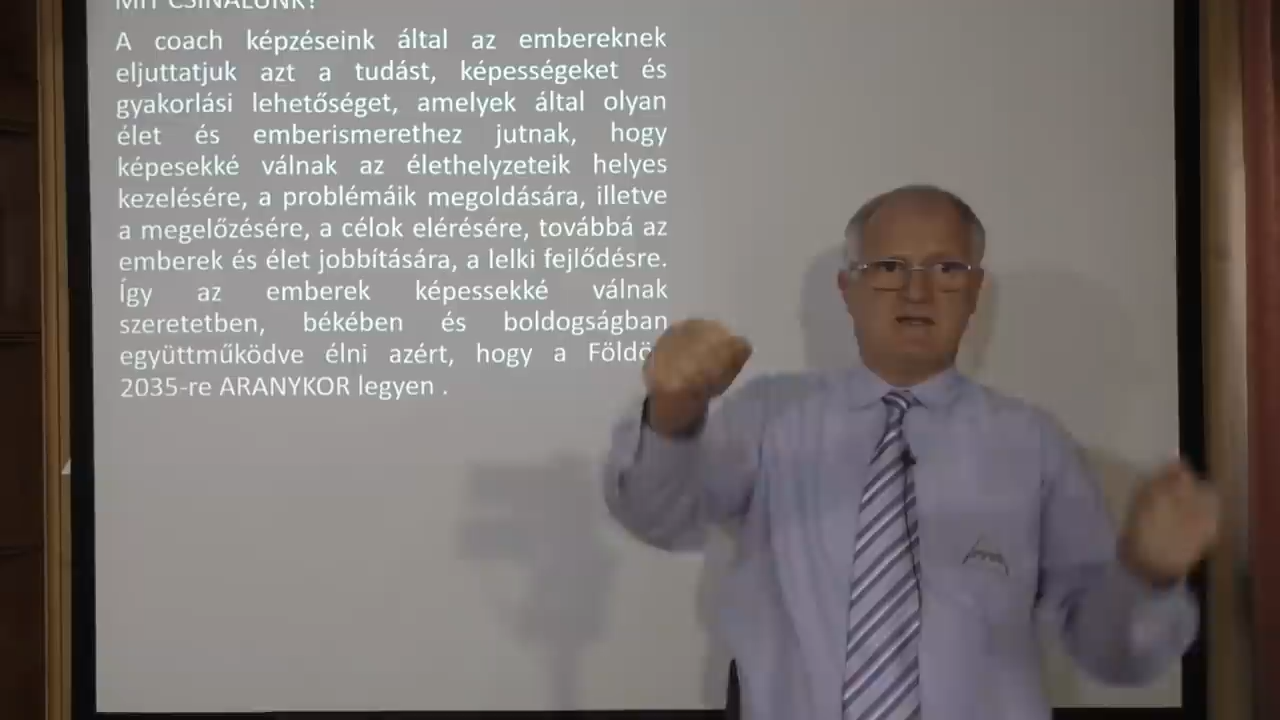 MIT CSINÁLUNK?
A coach képzéseink által az embereknek
eljuttatjuk azt a tudást, képességeket és
gyakorlási lehetőséget, amelyek által olyan
élet és emberismerethez jutnak, hogy
képesekké válnak az élethelyzeteik helyes
kezelésére, a problémáik megoldására, illetve
a megelőzésére, a célok elérésére, továbbá az
emberek és élet jobbítására, a lelki fejlődésre.
Így az emberek képessekké válnak
szeretetben, békében és boldogságban
együttműködve élni azért, hogy a
2035-re ARANYKOR legyen .